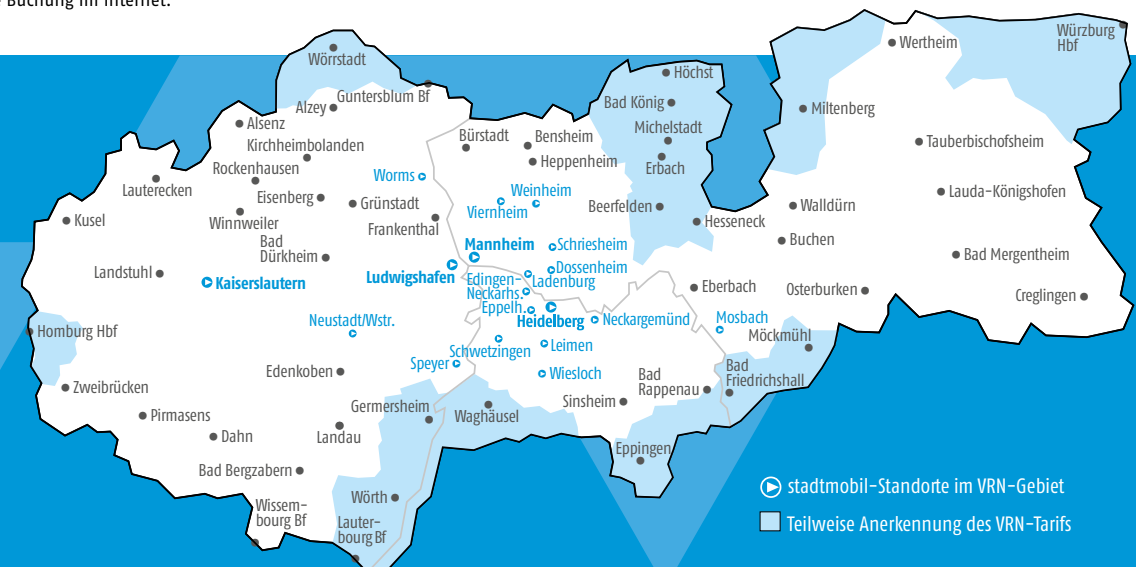 Buchung im Internet.
Würzburg
Hbf
Wertheim
Wörrstadt
Höchst
Guntersblum Bf
Alzey
Bad König
Miltenberg
Alsenz
Michelstadt
Kirchheimbolanden
Bürstadt
Bensheim
Tauberbischofsheim
Rockenhausen
Heppenheim
Erbach
Worms
Lauterecken
Eisenberg
Grünstadt
Weinheim
Viernheim
Beerfelden
Walldürn
Lauda-Königshofen
Kusel
Winnweiler
Frankenthal
Hesseneck
Bad
Dürkheim
Mannheim
Schriesheim
Buchen
Bad Mergentheim
Landstuhl
Kaiserslautern
Ludwigshafen
Edingen-
Neckarhs.
Dossenheim
Ladenburg
Eberbach
Osterburken
Creglingen
Eppelh.
Heidelberg
Neckargemünd
Mosbach
Neustadt/Wstr.
Homburg Hbf
Möckmühl
Schwetzingen
Leimen
Speyer
Edenkoben
Wiesloch
Bad
Rappenau
Bad
Friedrichshall
Zweibrücken
Germersheim
Waghäusel
Sinsheim
Pirmasens
Dahn
Landau
Eppingen
Bad Bergzabern
Wörth
Wissem-
bourg Bf
Lauter-
bourg Bf
stadtmobil-Standorte im VRN-Gebiet
Teilweise Anerkennung des VRN-Tarifs